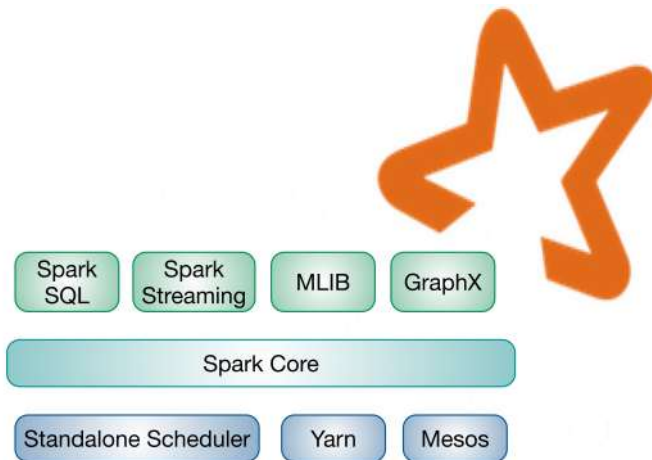 Spark
SQL
Spark
Streaming
MLIB
GraphX
Spark Core
Standalone Scheduler
Yarn
Mesos